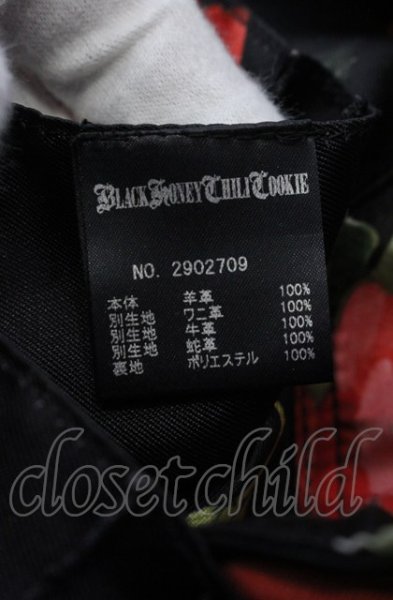 BLACK HONEY CHILI COOKIE
NO. 2902709
本体 羊革 100%
別生地 ワニ革 100%
別生地 牛革 100%
別生地 蛇革 100%
裏地 ポリエステル 100%
closetchild